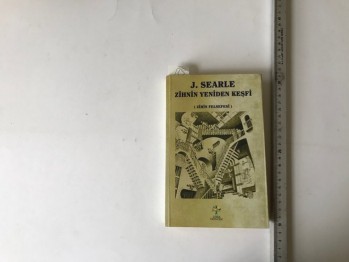 J. SEARLE
ZİHNİN YENİDEN KEŞFİ
( ZİHİN FELSEFESİ )